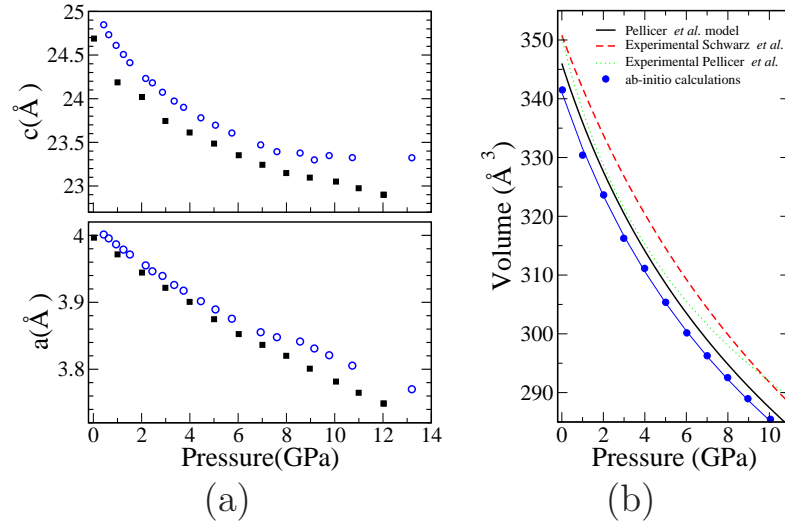 25
24.5
24
23.5
23
c(Å)
4
3.9
3.8
a(Å)
0 2 4 6 8 10 12 14
Pressure(GPa)
(a)
Pellicer et al. model
Experimental Schwarz et al.
Experimental Pellicer et al.
ab-initio calculations
350
340
330
320
310
300
290
Volume (Å 3)
0 2 4 6 8 10
Pressure (GPa)
(b)